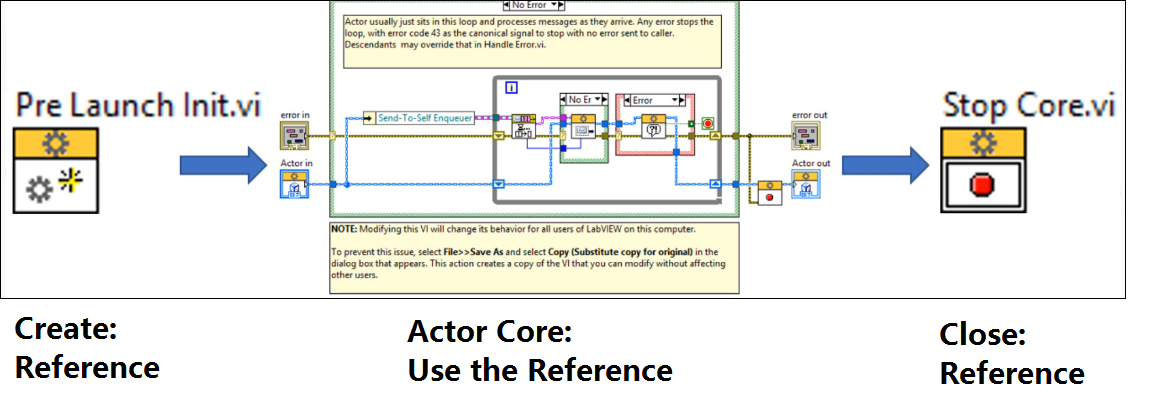 No Error
Actor usually just sits in this loop and processes messages as they arrive. Any error stops the
loop, with error code 43 as the canonical signal to stop with no error sent to caller.
Descendants may override that in Handle Error.vi.
Pre Launch Init.vi
Stop Core.vi
i
No Er
Error
error in
Send-To-Self Enqueuer
error out
Actor in
Actor out
NOTE: Modifying this VI will change its behavior for all users of LabVIEW on this computer.
To prevent this issue, select File>>Save As and select Copy (Substitute copy for original) in the
dialog box that appears. This action creates a copy of the VI that you can modify without affecting
other users.
Create:
Reference
Actor Core:
Use the Reference
Close:
Reference